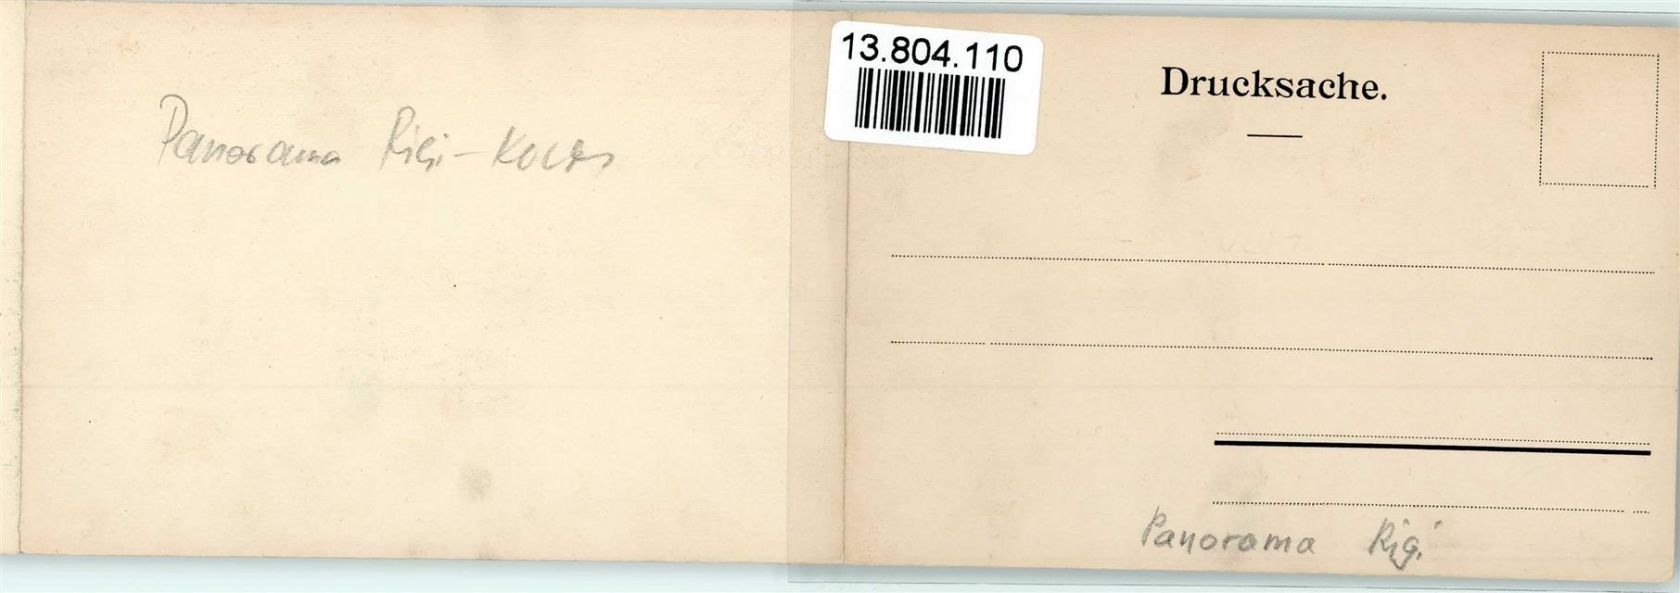 Panorama Rigi-Kulm
13.804.110
Drucksache.
Panorama Rigi